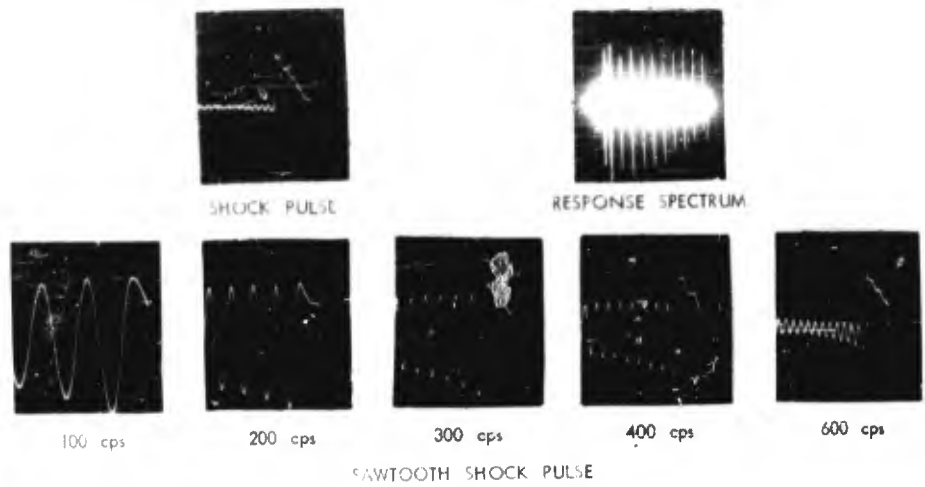 SHOCK PULSE
RESPONSE SPECTRUM
100 cps
200 cps
300 cps
400 cps
600 cps
SAWTOOTH SHOCK PULSE